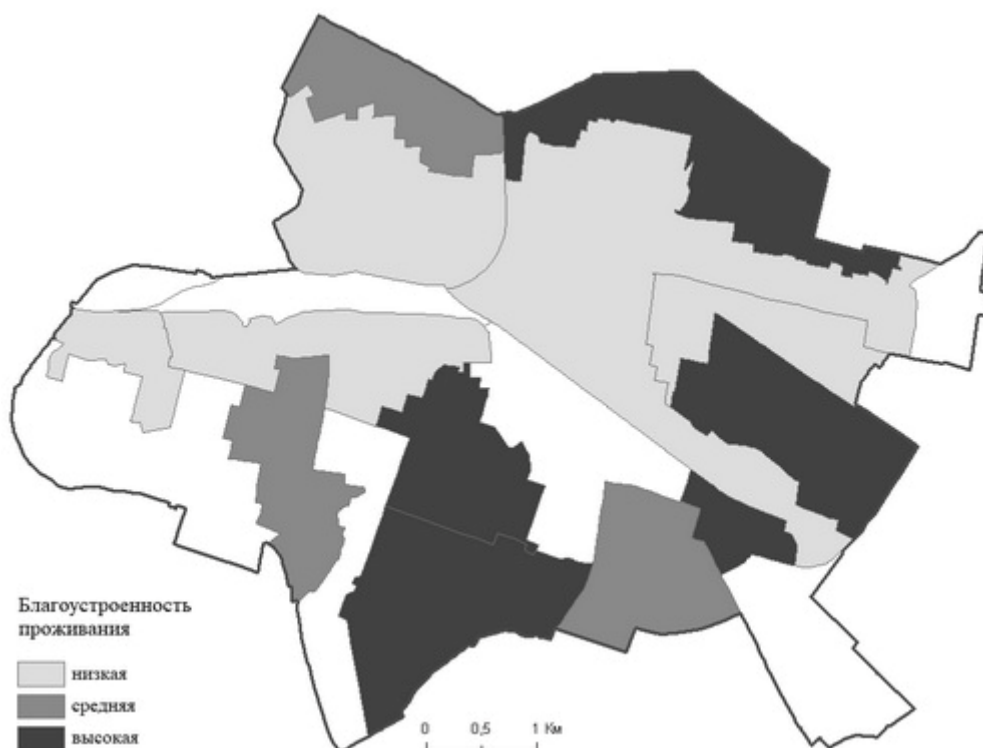 Благоустроенность
проживания
низкая
средняя
высокая
0 0,5 1 Км